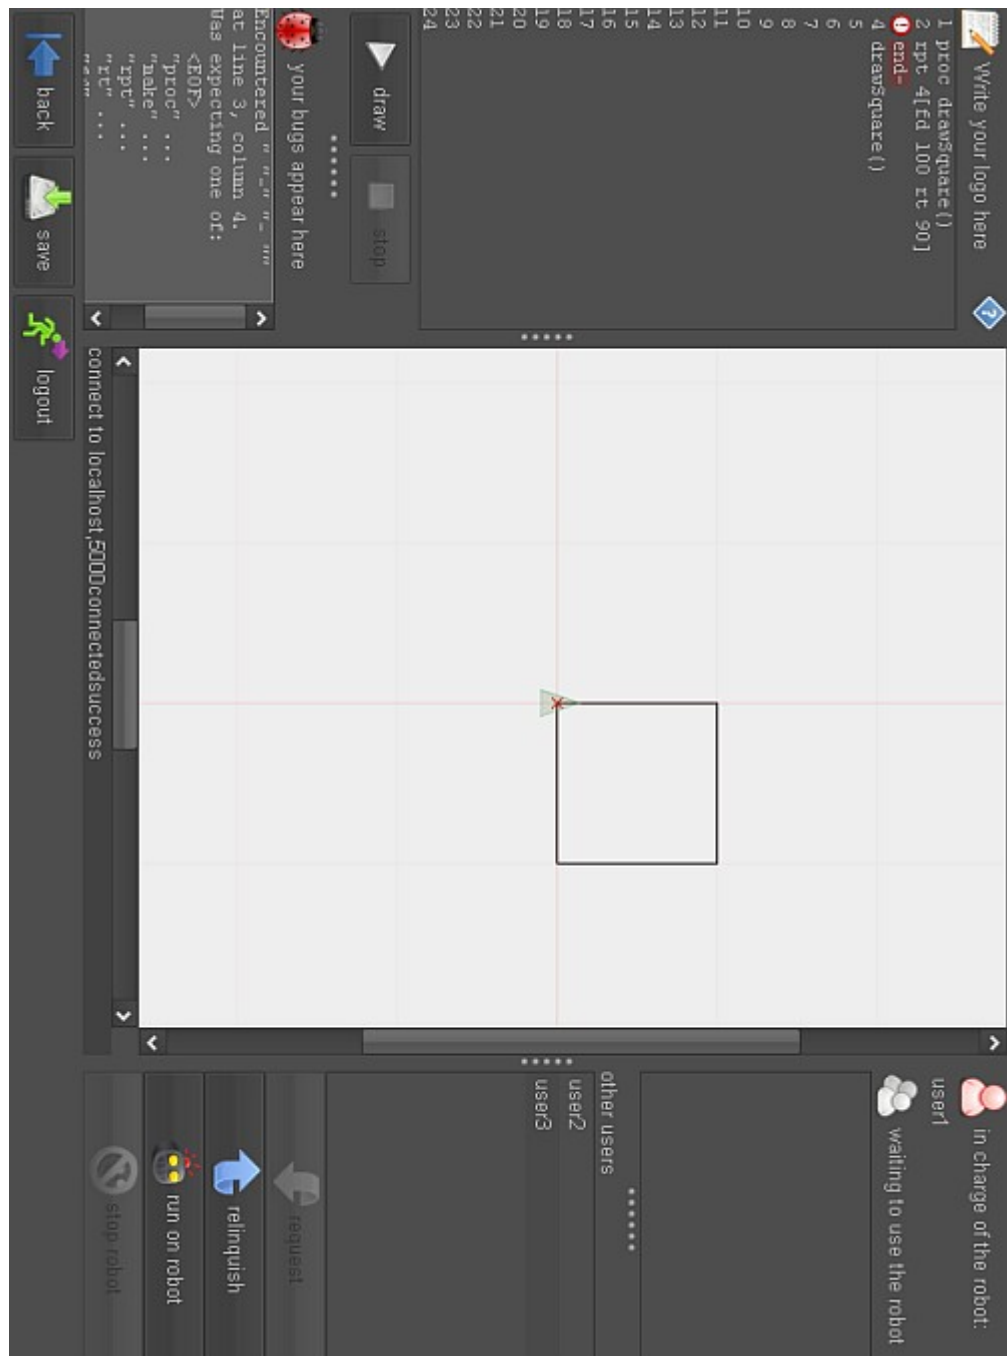 Write your logo here
1 proc drawSquare()
2 rpt 4[fd 100 rt 90]
end-
4 drawSquare()
5
6
7
8
9
10
11
12
13
14
15
16
17
18
19
20
21
22
23
24
draw
stop
your bugs appear here
Encountered " "_" "_ ""
at line 3, column 4.
Was expecting one of:
<EOF>
"proc" ...
"make" ...
"rpt" ...
"rt" ...
back
save
logout
connect to localhost,5000connectedsuccess
in charge of the robot:
user1
waiting to use the robot
other users
user2
user3
request
relinquish
run on robot
stop robot